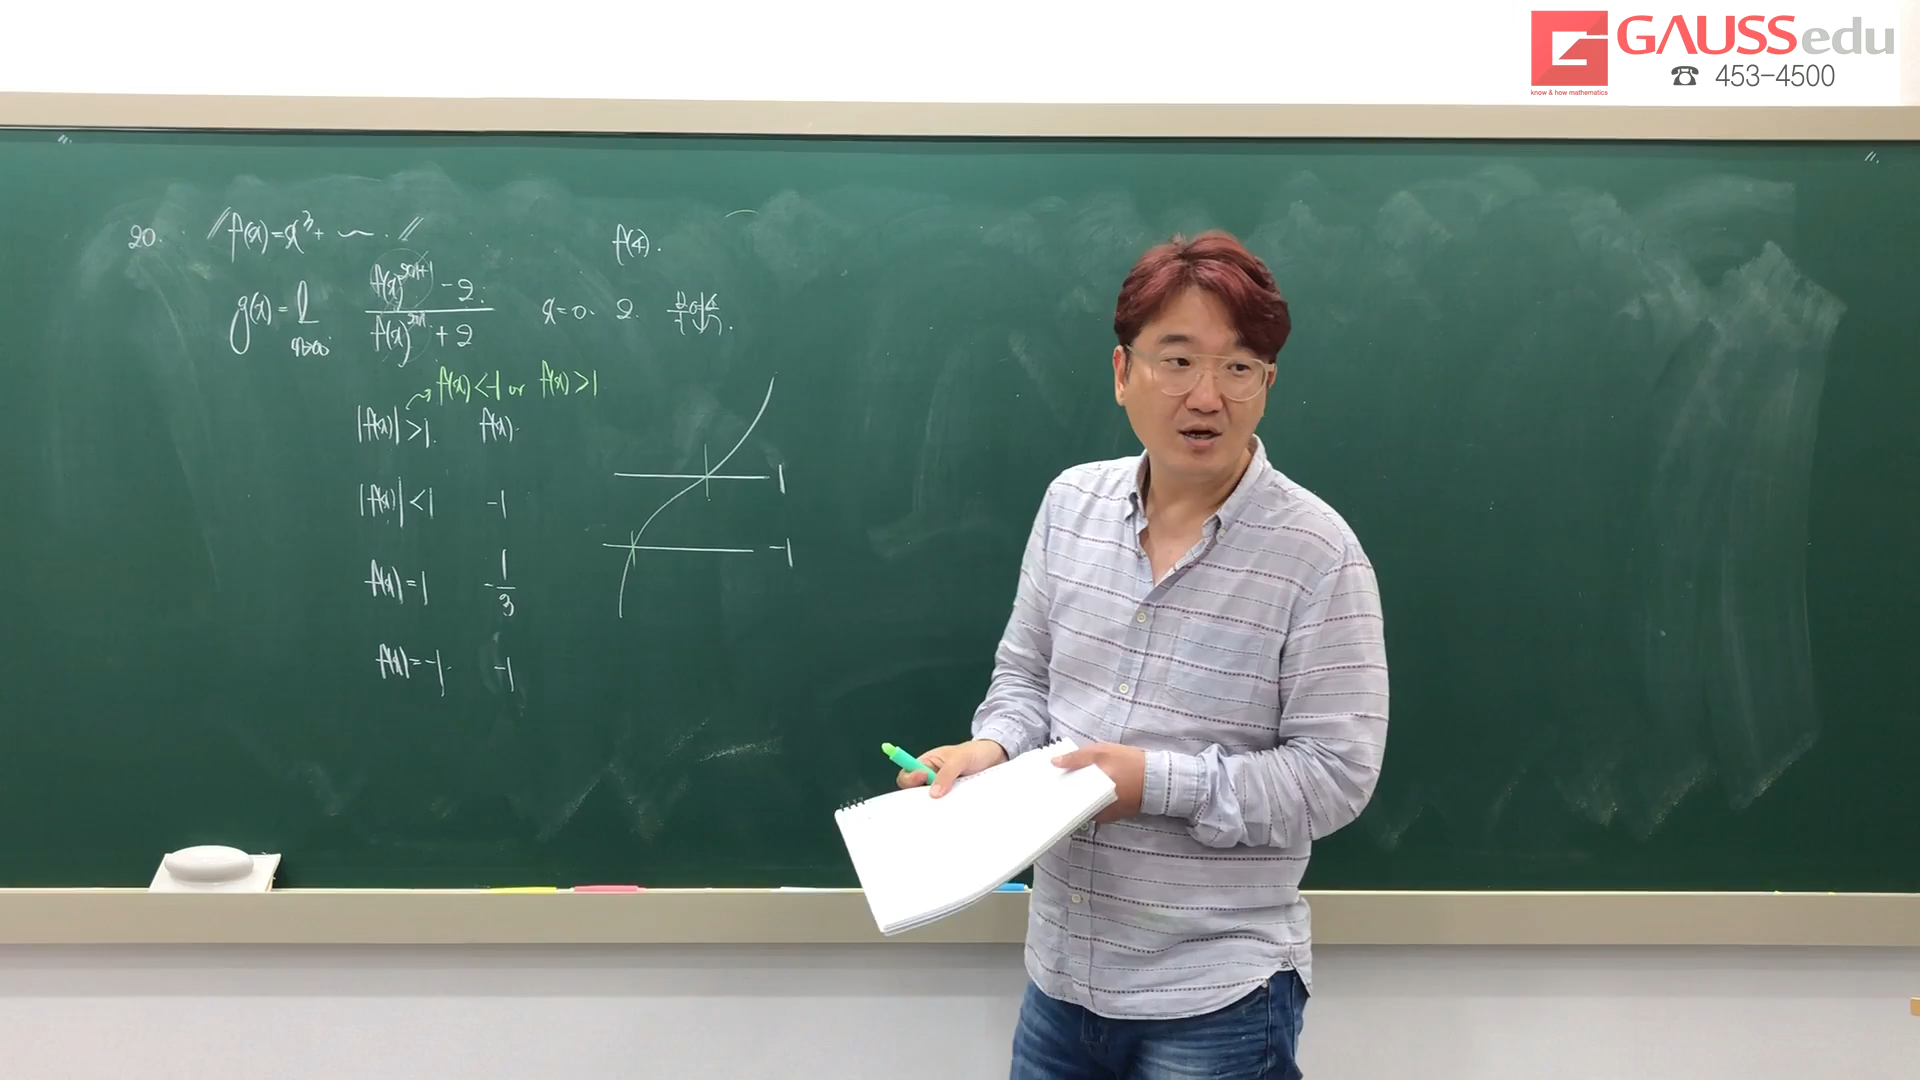 GAUSSedu
☎ 453-4500
know & how mathematics
20. // f(x)=x³+ ~ . //
f(4).
g(x)= l n→∞ (f(x)^(2n+1) -2) / (f(x)^(2n) +2)
x=0. 2. 불연속.
→ f(x)<-1 or f(x)>1
|f(x)|>1. f(x).
|f(x)|<1 -1
f(x)=1 -1/3
f(x)=-1. -1
1
-1